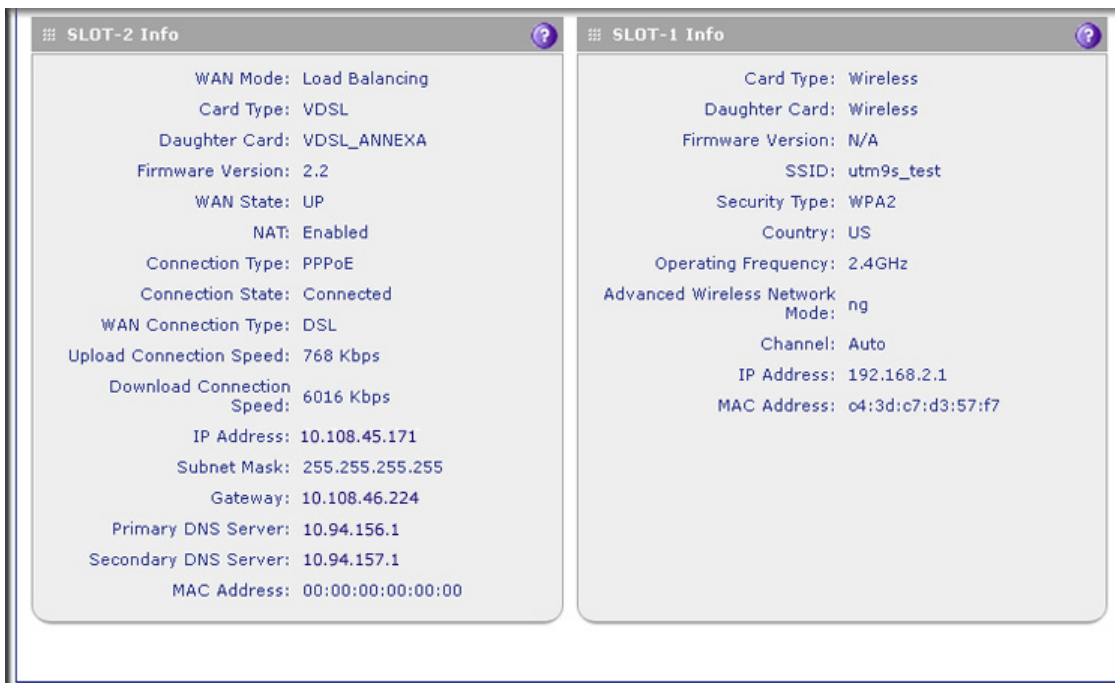 SLOT-2 Info
WAN Mode: Load Balancing
Card Type: VDSL
Daughter Card: VDSL_ANNEXA
Firmware Version: 2.2
WAN State: UP
NAT: Enabled
Connection Type: PPPoE
Connection State: Connected
WAN Connection Type: DSL
Upload Connection Speed: 768 Kbps
Download Connection
Speed: 6016 Kbps
IP Address: 10.108.45.171
Subnet Mask: 255.255.255.255
Gateway: 10.108.46.224
Primary DNS Server: 10.94.156.1
Secondary DNS Server: 10.94.157.1
MAC Address: 00:00:00:00:00:00
SLOT-1 Info
Card Type: Wireless
Daughter Card: Wireless
Firmware Version: N/A
SSID: utm9s_test
Security Type: WPA2
Country: US
Operating Frequency: 2.4GHz
Advanced Wireless Network
Mode: ng
Channel: Auto
IP Address: 192.168.2.1
MAC Address: c4:3d:c7:d3:57:f7